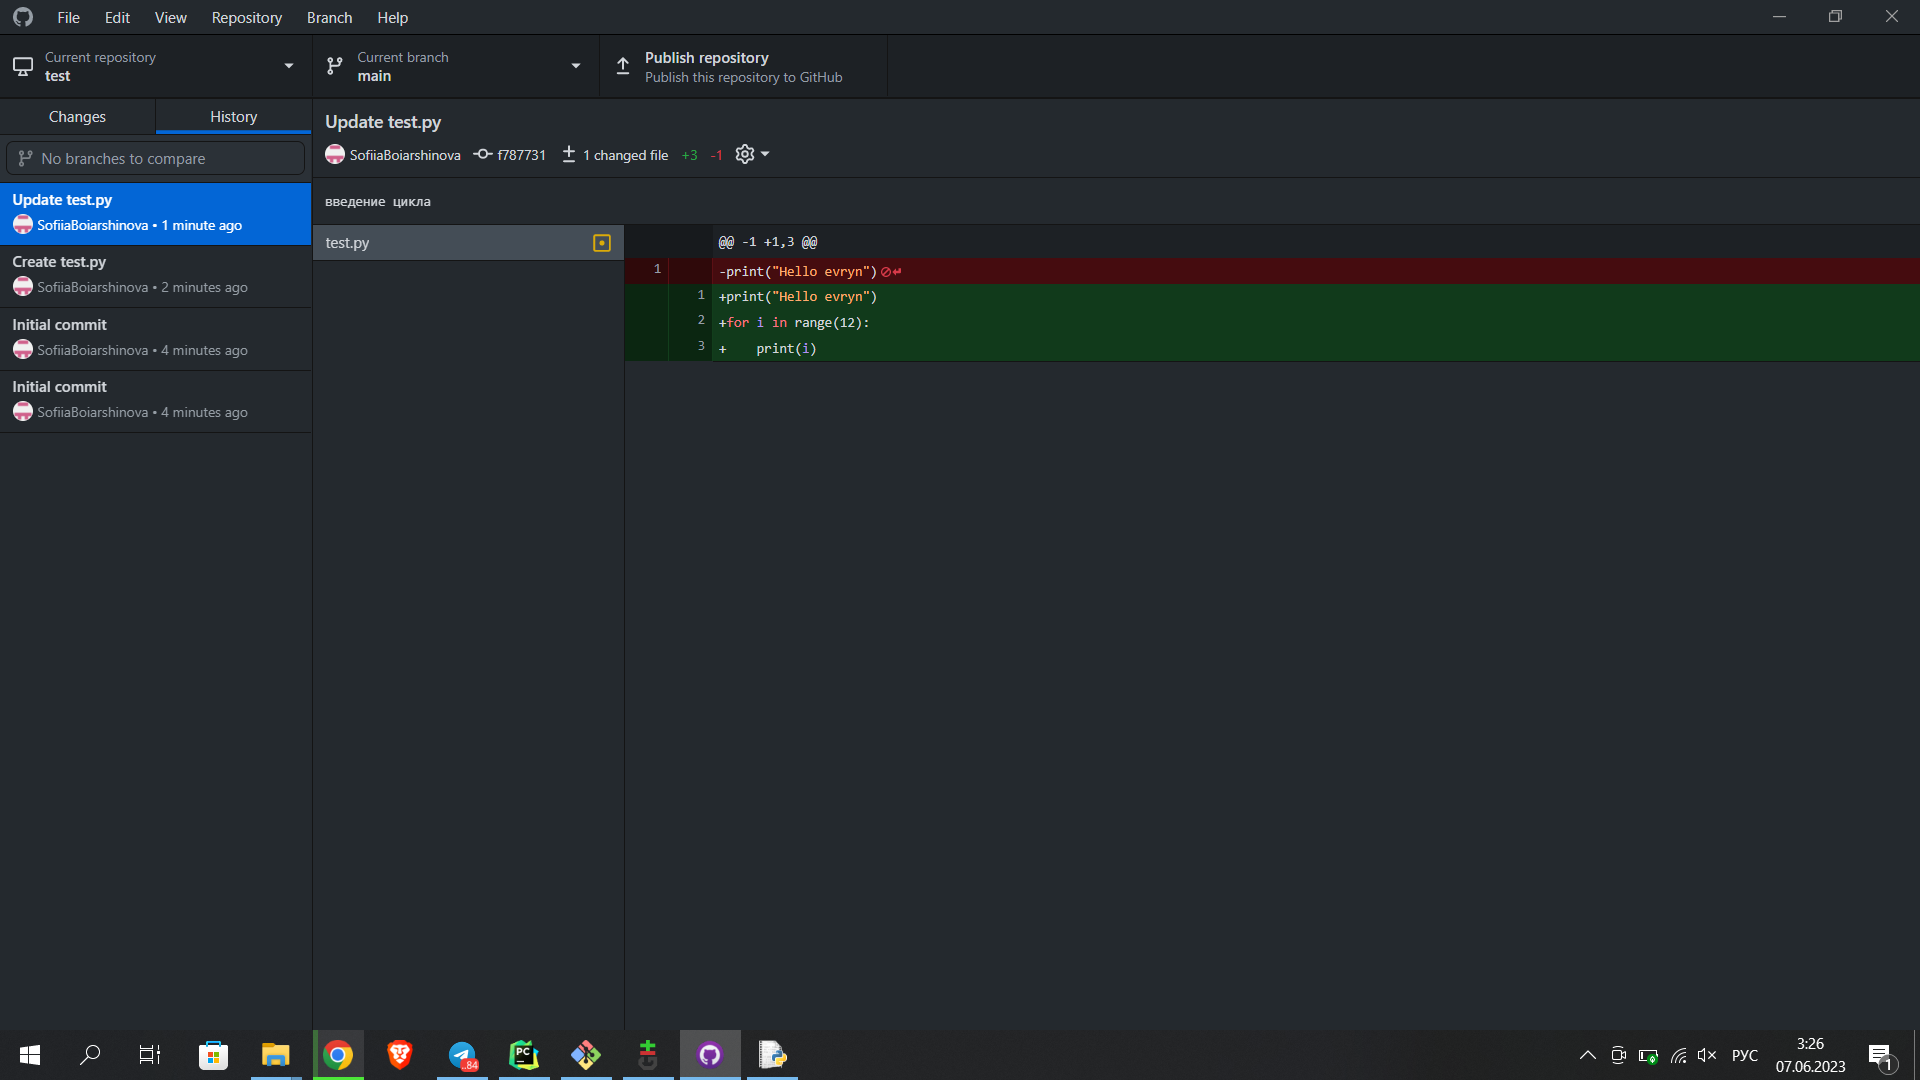 File Edit View Repository Branch Help
Current repository
test
Current branch
main
Publish repository
Publish this repository to GitHub
Changes
History
No branches to compare
Update test.py
SofiiaBoiarshinova • 1 minute ago
Create test.py
SofiiaBoiarshinova • 2 minutes ago
Initial commit
SofiiaBoiarshinova • 4 minutes ago
Initial commit
SofiiaBoiarshinova • 4 minutes ago
Update test.py
SofiiaBoiarshinova f787731 1 changed file +3 -1
введение цикла
test.py
@@ -1 +1,3 @@
1 -print("Hello evryn")
1 +print("Hello evryn")
2 +for i in range(12):
3 +    print(i)
PC
..84
РУС
3:26
07.06.2023
1